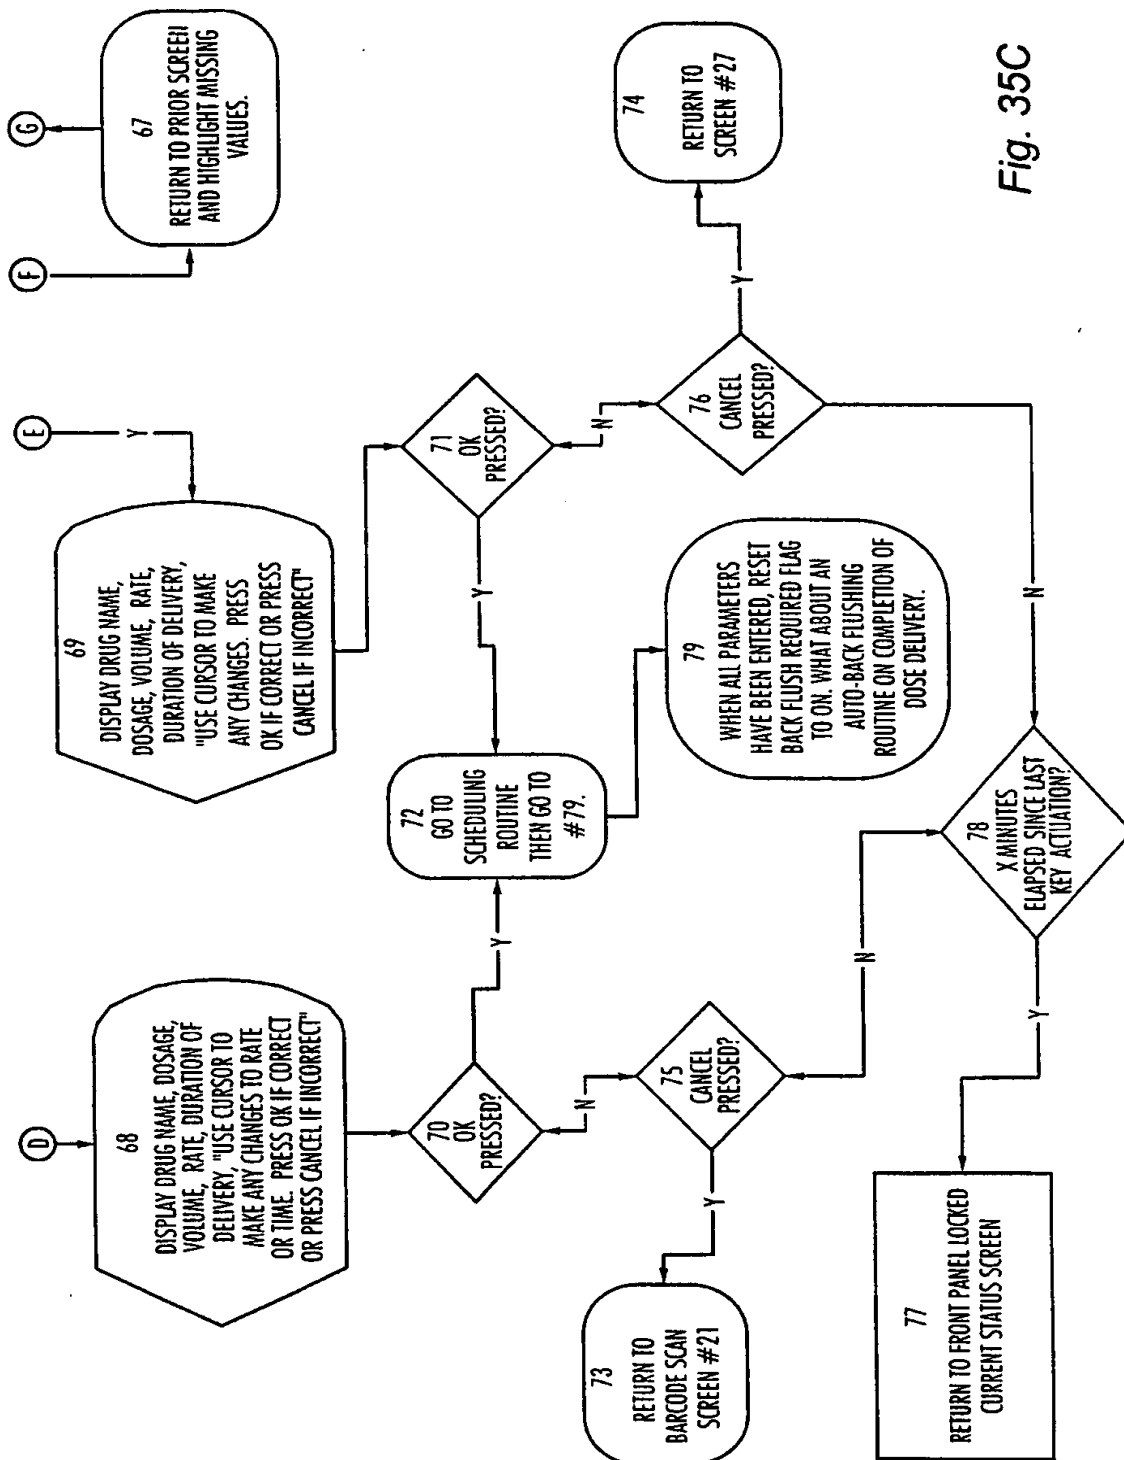 D
68
DISPLAY DRUG NAME, DOSAGE,
VOLUME, RATE, DURATION OF
DELIVERY, "USE CURSOR TO
MAKE ANY CHANGES TO RATE
OR TIME. PRESS OK IF CORRECT
OR PRESS CANCEL IF INCORRECT"
E
Y
69
DISPLAY DRUG NAME,
DOSAGE, VOLUME, RATE,
DURATION OF DELIVERY,
"USE CURSOR TO MAKE
ANY CHANGES. PRESS
OK IF CORRECT OR PRESS
CANCEL IF INCORRECT"
F
G
67
RETURN TO PRIOR SCREEN
AND HIGHLIGHT MISSING
VALUES.
70
OK
PRESSED?
Y
N
72
GO TO
SCHEDULING
ROUTINE
THEN GO TO
#79.
Y
71
OK
PRESSED?
N
73
RETURN TO
BARCODE SCAN
SCREEN #21
Y
75
CANCEL
PRESSED?
N
79
WHEN ALL PARAMETERS
HAVE BEEN ENTERED, RESET
BACK FLUSH REQUIRED FLAG
TO ON. WHAT ABOUT AN
AUTO-BACK FLUSHING
ROUTINE ON COMPLETION OF
DOSE DELIVERY.
76
CANCEL
PRESSED?
Y
N
74
RETURN TO
SCREEN #27
77
RETURN TO FRONT PANEL LOCKED
CURRENT STATUS SCREEN
Y
78
X MINUTES
ELAPSED SINCE LAST
KEY ACTUATION?
Fig. 35C